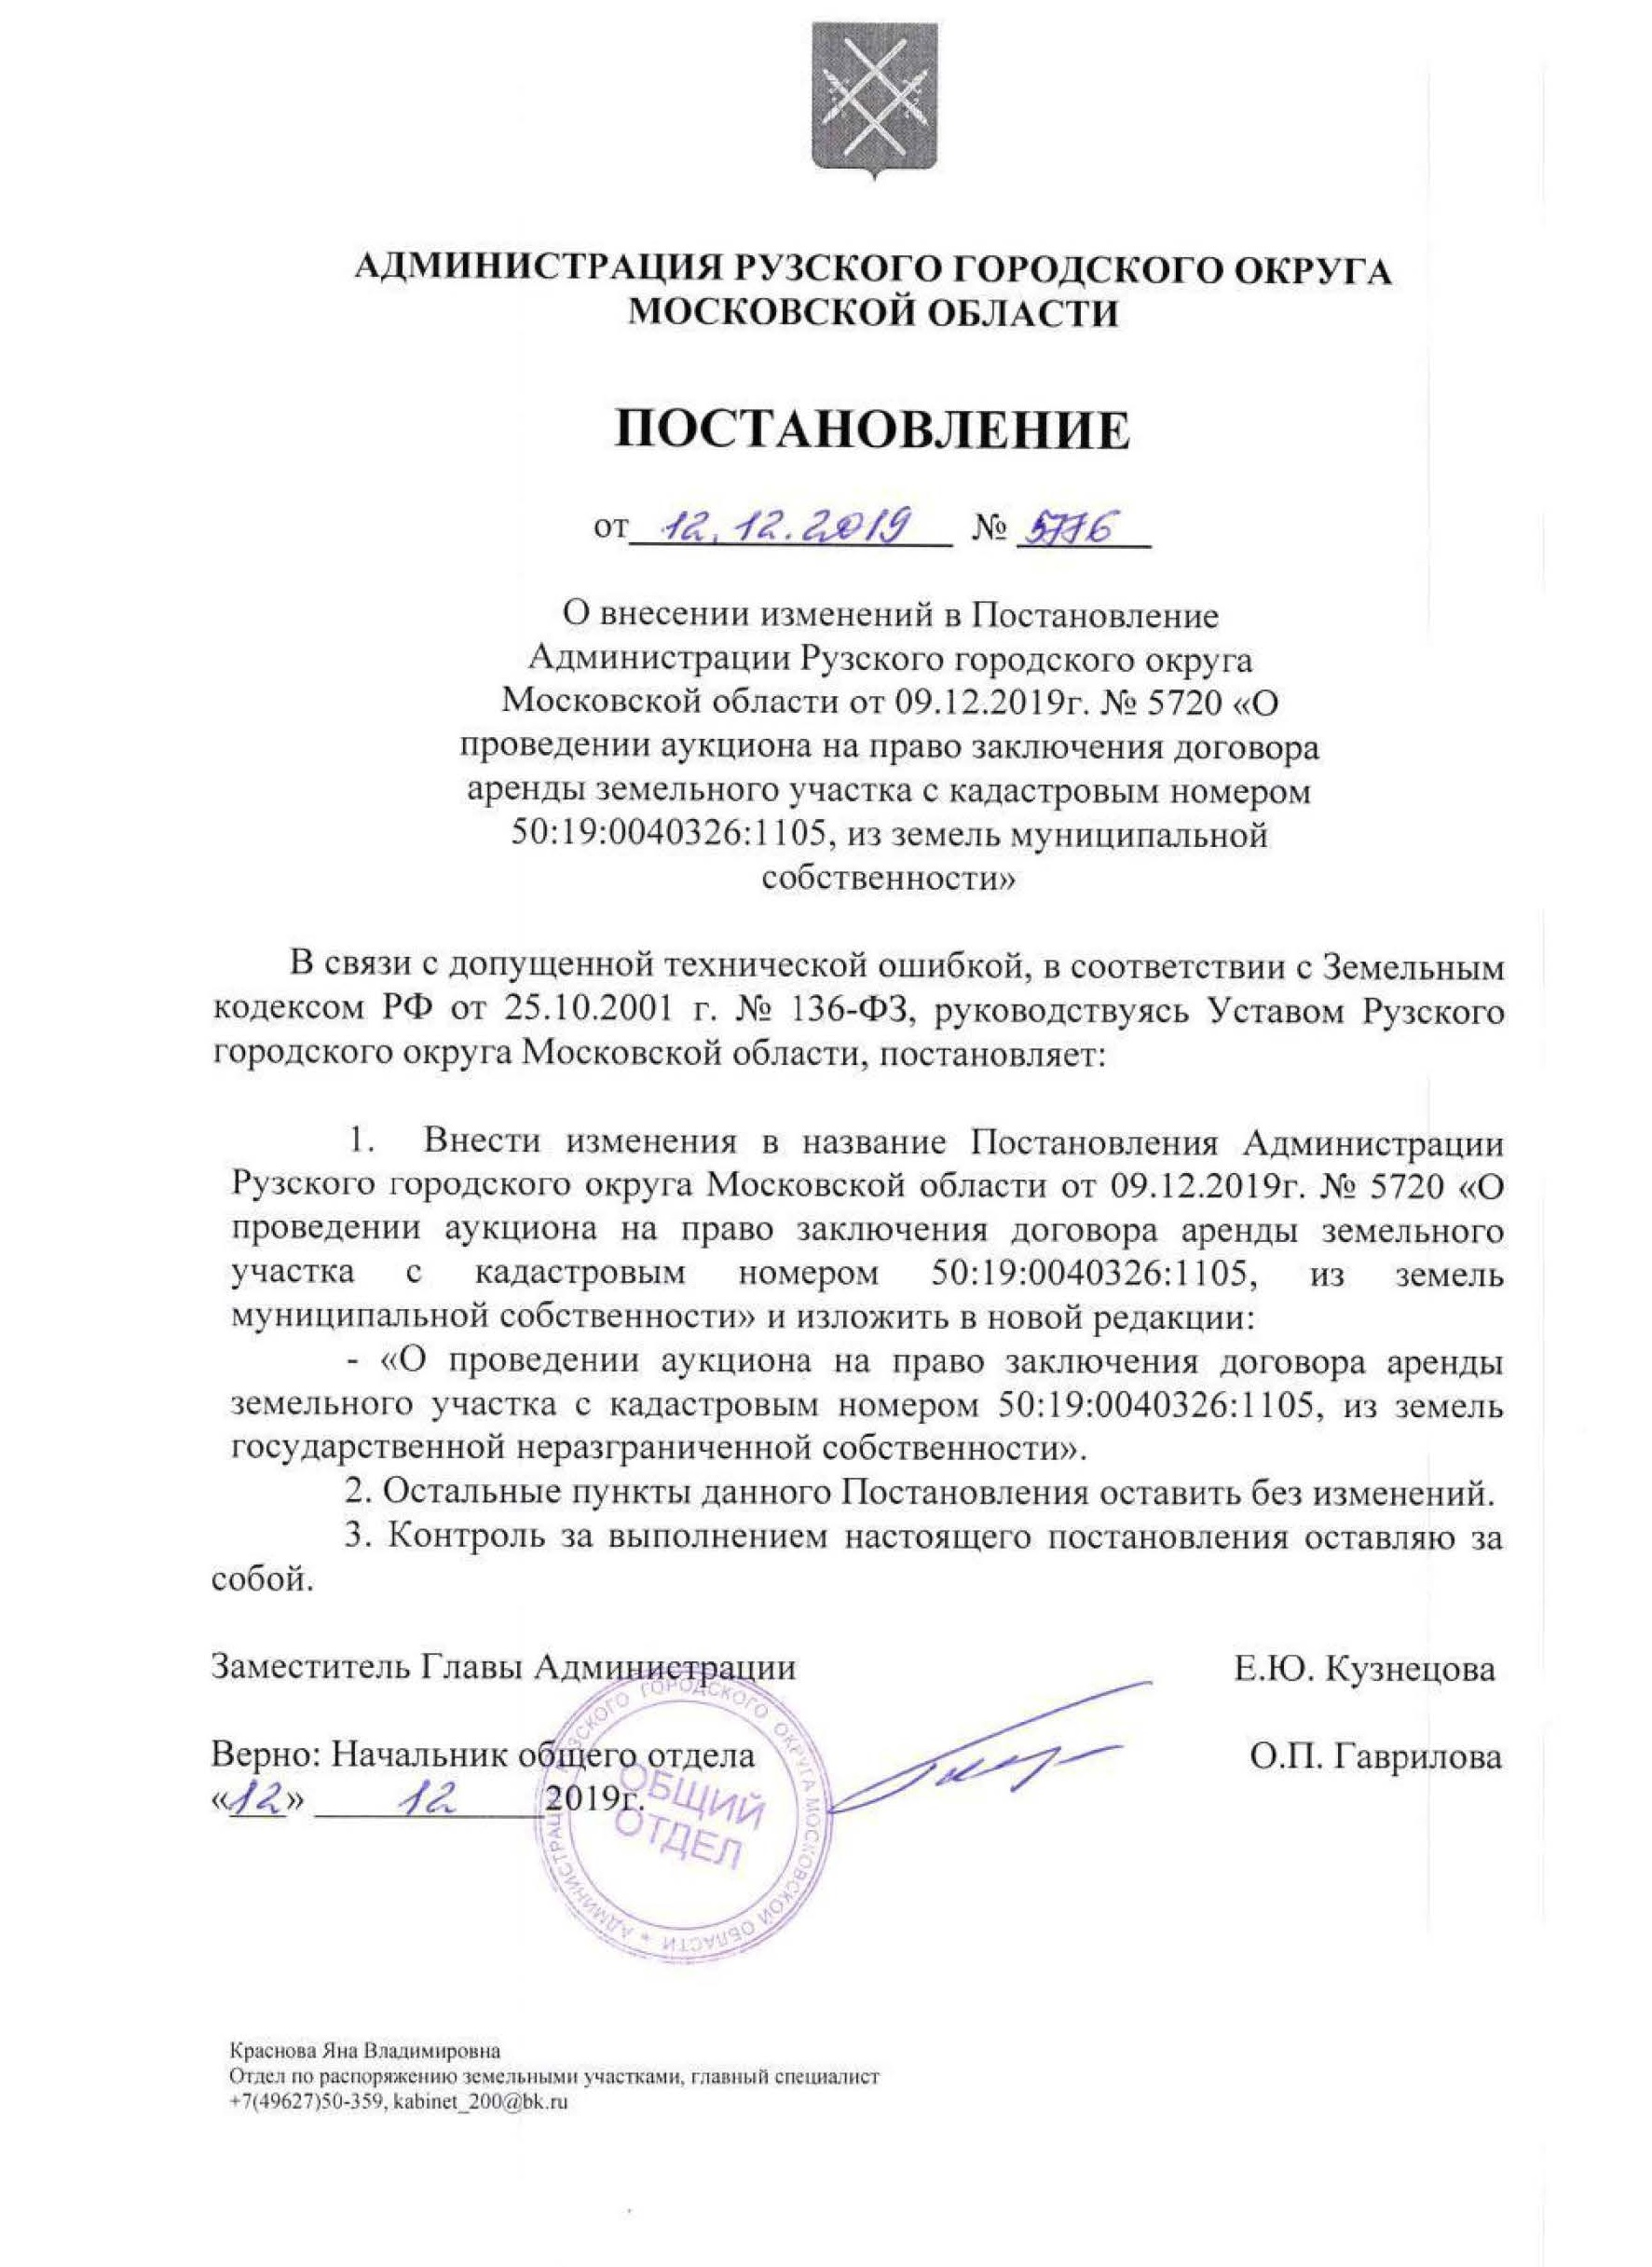 АДМИНИСТРАЦИЯ РУЗСКОГО ГОРОДСКОГО ОКРУГА
МОСКОВСКОЙ ОБЛАСТИ
ПОСТАНОВЛЕНИЕ
от 12.12.2019 № 5776
О внесении изменений в Постановление
Администрации Рузского городского округа
Московской области от 09.12.2019г. № 5720 «О
проведении аукциона на право заключения договора
аренды земельного участка с кадастровым номером
50:19:0040326:1105, из земель муниципальной
собственности»
В связи с допущенной технической ошибкой, в соответствии с Земельным
кодексом РФ от 25.10.2001 г. № 136-ФЗ, руководствуясь Уставом Рузского
городского округа Московской области, постановляет:
1. Внести изменения в название Постановления Администрации
Рузского городского округа Московской области от 09.12.2019г. № 5720 «О
проведении аукциона на право заключения договора аренды земельного
участка с кадастровым номером 50:19:0040326:1105, из земель
муниципальной собственности» и изложить в новой редакции:
- «О проведении аукциона на право заключения договора аренды
земельного участка с кадастровым номером 50:19:0040326:1105, из земель
государственной неразграниченной собственности».
2. Остальные пункты данного Постановления оставить без изменений.
3. Контроль за выполнением настоящего постановления оставляю за
собой.
Заместитель Главы Администрации Е.Ю. Кузнецова
Верно: Начальник общего отдела О.П. Гаврилова
«12» 12 2019г.
АДМИНИСТРАЦИЯ РУЗСКОГО ГОРОДСКОГО ОКРУГА МОСКОВСКОЙ ОБЛАСТИ
ОБЩИЙ
ОТДЕЛ
Краснова Яна Владимировна
Отдел по распоряжению земельными участками, главный специалист
+7(49627)50-359, kabinet_200@bk.ru